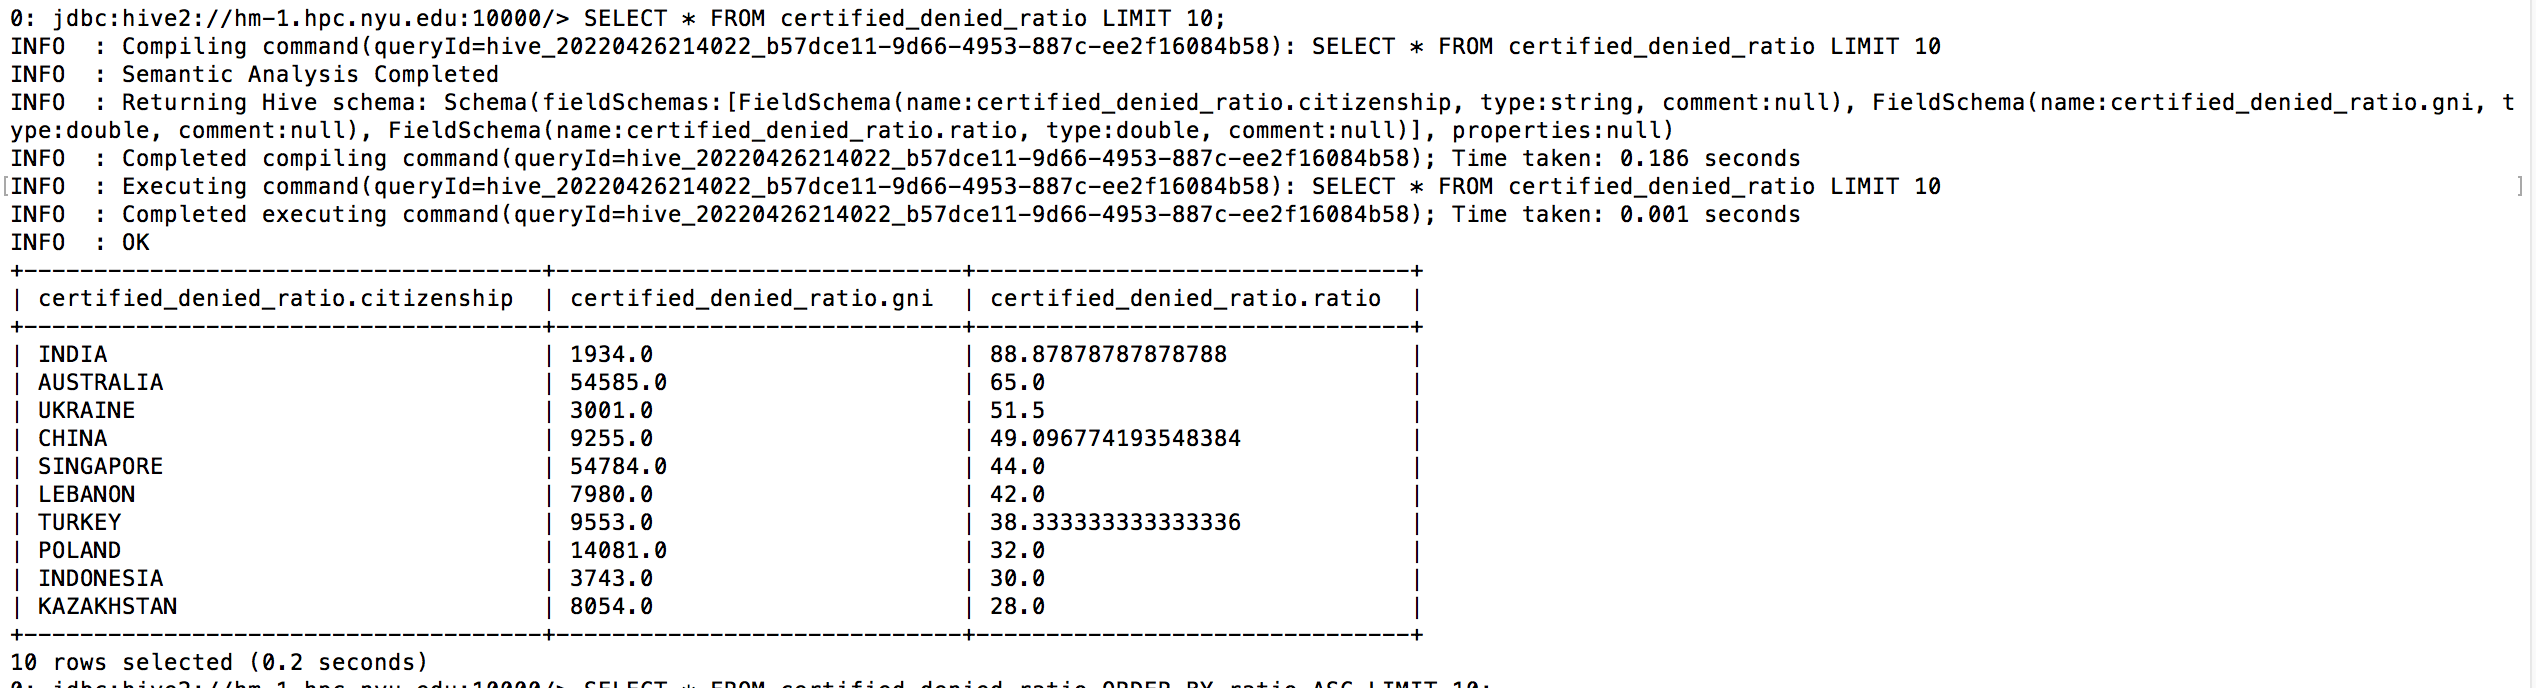 0: jdbc:hive2://hm-1.hpc.nyu.edu:10000/> SELECT * FROM certified_denied_ratio LIMIT 10;
INFO  : Compiling command(queryId=hive_20220426214022_b57dce11-9d66-4953-887c-ee2f16084b58): SELECT * FROM certified_denied_ratio LIMIT 10
INFO  : Semantic Analysis Completed
INFO  : Returning Hive schema: Schema(fieldSchemas:[FieldSchema(name:certified_denied_ratio.citizenship, type:string, comment:null), FieldSchema(name:certified_denied_ratio.gni, t
ype:double, comment:null), FieldSchema(name:certified_denied_ratio.ratio, type:double, comment:null)], properties:null)
INFO  : Completed compiling command(queryId=hive_20220426214022_b57dce11-9d66-4953-887c-ee2f16084b58); Time taken: 0.186 seconds
[INFO  : Executing command(queryId=hive_20220426214022_b57dce11-9d66-4953-887c-ee2f16084b58): SELECT * FROM certified_denied_ratio LIMIT 10 ]
INFO  : Completed executing command(queryId=hive_20220426214022_b57dce11-9d66-4953-887c-ee2f16084b58); Time taken: 0.001 seconds
INFO  : OK
+-------------------------------------+-----------------------------+-------------------------------+
| certified_denied_ratio.citizenship  | certified_denied_ratio.gni  | certified_denied_ratio.ratio  |
+-------------------------------------+-----------------------------+-------------------------------+
| INDIA                               | 1934.0                      | 88.87878787878788             |
| AUSTRALIA                           | 54585.0                     | 65.0                          |
| UKRAINE                             | 3001.0                      | 51.5                          |
| CHINA                               | 9255.0                      | 49.096774193548384            |
| SINGAPORE                           | 54784.0                     | 44.0                          |
| LEBANON                             | 7980.0                      | 42.0                          |
| TURKEY                              | 9553.0                      | 38.333333333333336            |
| POLAND                              | 14081.0                     | 32.0                          |
| INDONESIA                           | 3743.0                      | 30.0                          |
| KAZAKHSTAN                          | 8054.0                      | 28.0                          |
+-------------------------------------+-----------------------------+-------------------------------+
10 rows selected (0.2 seconds)
0: jdbc:hive2://hm-1.hpc.nyu.edu:10000/> SELECT * FROM certified_denied_ratio ORDER BY ratio ASC LIMIT 10;